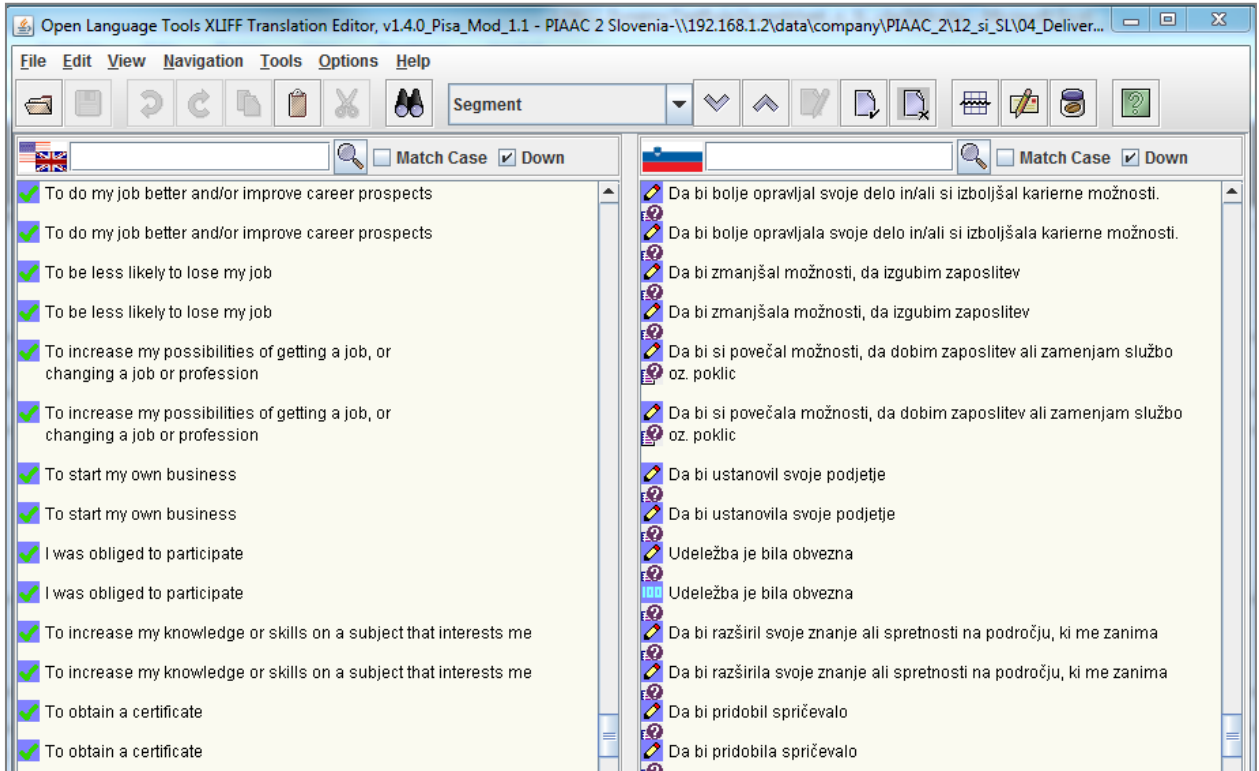 Open Language Tools XLIFF Translation Editor, v1.4.0_Pisa_Mod_1.1 - PIAAC 2 Slovenia-\\192.168.1.2\data\company\PIAAC_2\12_si_SL\04_Deliver...
File Edit View Navigation Tools Options Help
Segment
Match Case Down
Match Case Down
To do my job better and/or improve career prospects
To do my job better and/or improve career prospects
To be less likely to lose my job
To be less likely to lose my job
To increase my possibilities of getting a job, or
changing a job or profession
To increase my possibilities of getting a job, or
changing a job or profession
To start my own business
To start my own business
I was obliged to participate
I was obliged to participate
To increase my knowledge or skills on a subject that interests me
To increase my knowledge or skills on a subject that interests me
To obtain a certificate
To obtain a certificate
Da bi bolje opravljal svoje delo in/ali si izboljšal karierne možnosti.
Da bi bolje opravljala svoje delo in/ali si izboljšala karierne možnosti.
Da bi zmanjšal možnosti, da izgubim zaposlitev
Da bi zmanjšala možnosti, da izgubim zaposlitev
Da bi si povečal možnosti, da dobim zaposlitev ali zamenjam službo
oz. poklic
Da bi si povečala možnosti, da dobim zaposlitev ali zamenjam službo
oz. poklic
Da bi ustanovil svoje podjetje
Da bi ustanovila svoje podjetje
Udeležba je bila obvezna
100 Udeležba je bila obvezna
Da bi razširil svoje znanje ali spretnosti na področju, ki me zanima
Da bi razširila svoje znanje ali spretnosti na področju, ki me zanima
Da bi pridobil spričevalo
Da bi pridobila spričevalo